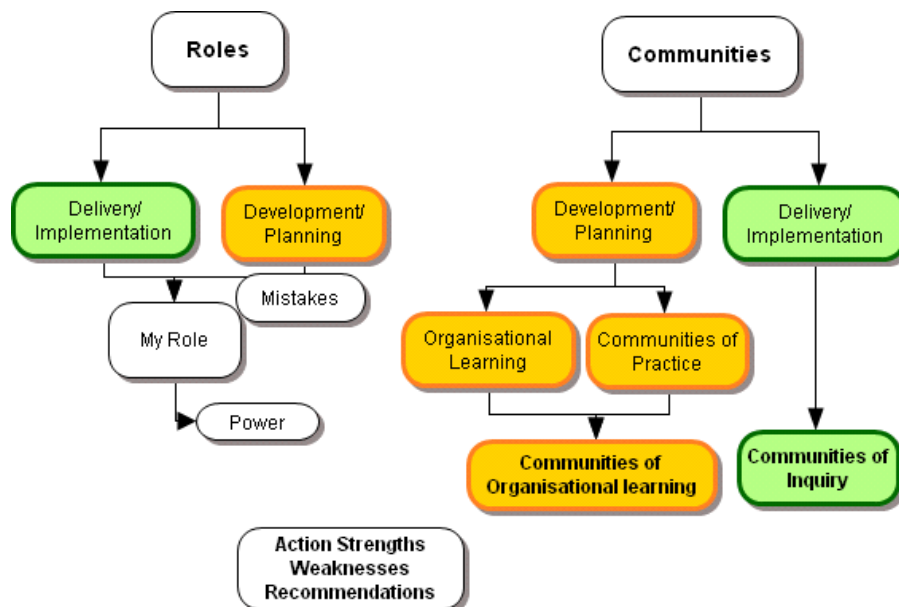 Roles
Communities
Delivery/
Implementation
Development/
Planning
Development/
Planning
Delivery/
Implementation
Mistakes
My Role
Organisational
Learning
Communities of
Practice
Power
Communities of
Organisational learning
Communities of
Inquiry
Action Strengths
Weaknesses
Recommendations